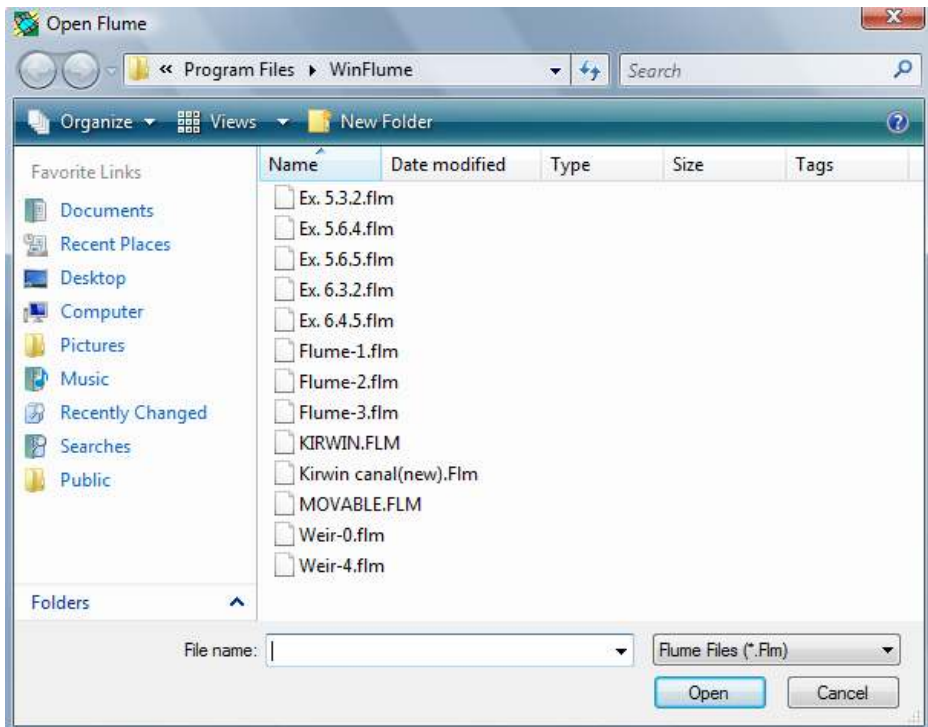 Open Flume
X
« Program Files WinFlume
Search
Organize Views New Folder ?
Favorite Links
Documents
Recent Places
Desktop
Computer
Pictures
Music
Recently Changed
Searches
Public
Folders
Name Date modified Type Size Tags
Ex. 5.3.2.flm
Ex. 5.6.4.flm
Ex. 5.6.5.flm
Ex. 6.3.2.flm
Ex. 6.4.5.flm
Flume-1.flm
Flume-2.flm
Flume-3.flm
KIRWIN.FLM
Kirwin canal(new).Flm
MOVABLE.FLM
Weir-0.flm
Weir-4.flm
File name:
Flume Files (*.Flm)
Open Cancel